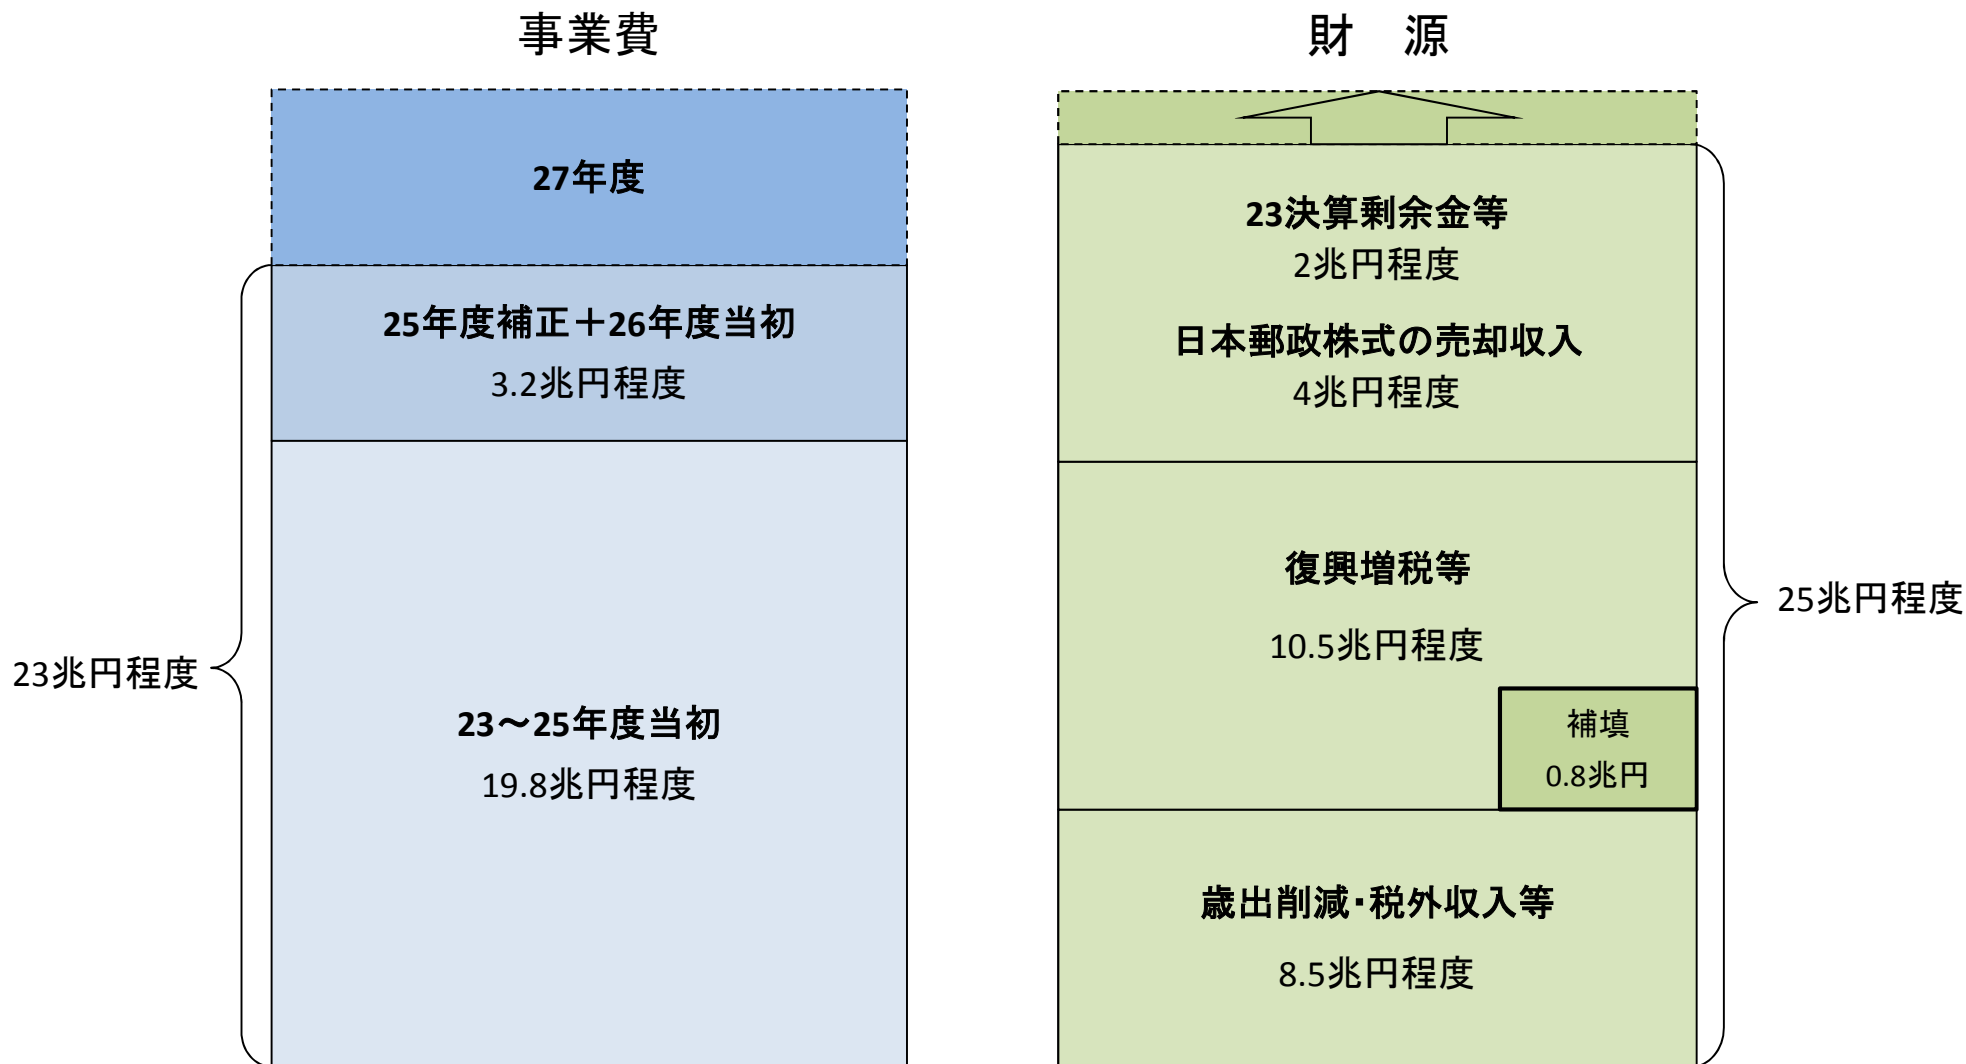 事業費
27年度
25年度補正＋26年度当初
3.2兆円程度
23～25年度当初
19.8兆円程度
23兆円程度
財　源
23決算剰余金等
2兆円程度
日本郵政株式の売却収入
4兆円程度
復興増税等
10.5兆円程度
補填
0.8兆円
歳出削減・税外収入等
8.5兆円程度
25兆円程度